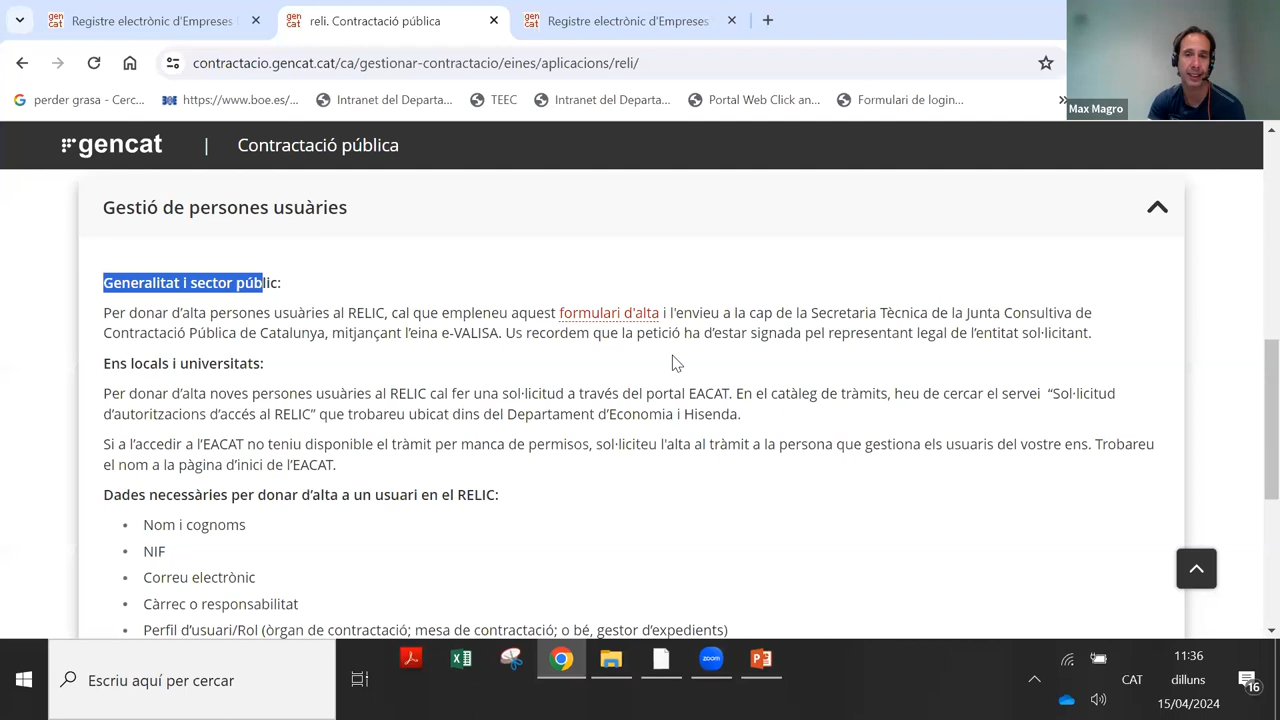 Registre electrònic d'Empreses
gencat reli. Contractació pública
gencat Registre electrònic d'Empreses
contractacio.gencat.cat/ca/gestionar-contractacio/eines/aplicacions/reli/
perder grasa - Cerc...
https://www.boe.es/...
Intranet del Departa...
TEEC
Intranet del Departa...
Portal Web Click an...
Formulari de login...
Max Magro
gencat | Contractació pública
Gestió de persones usuàries
Generalitat i sector públic:
Per donar d'alta persones usuàries al RELIC, cal que empleneu aquest formulari d'alta i l'envieu a la cap de la Secretaria Tècnica de la Junta Consultiva de
Contractació Pública de Catalunya, mitjançant l'eina e-VALISA. Us recordem que la petició ha d'estar signada pel representant legal de l'entitat sol·licitant.
Ens locals i universitats:
Per donar d'alta noves persones usuàries al RELIC cal fer una sol·licitud a través del portal EACAT. En el catàleg de tràmits, heu de cercar el servei “Sol·licitud
d'autoritzacions d'accés al RELIC” que trobareu ubicat dins del Departament d'Economia i Hisenda.
Si a l'accedir a l'EACAT no teniu disponible el tràmit per manca de permisos, sol·liciteu l'alta al tràmit a la persona que gestiona els usuaris del vostre ens. Trobareu
el nom a la pàgina d'inici de l'EACAT.
Dades necessàries per donar d'alta a un usuari en el RELIC:
• Nom i cognoms
• NIF
• Correu electrònic
• Càrrec o responsabilitat
• Perfil d'usuari/Rol (òrgan de contractació; mesa de contractació; o bé, gestor d'expedients)
Escriu aquí per cercar
zoom
CAT
11:36
dilluns
15/04/2024
16